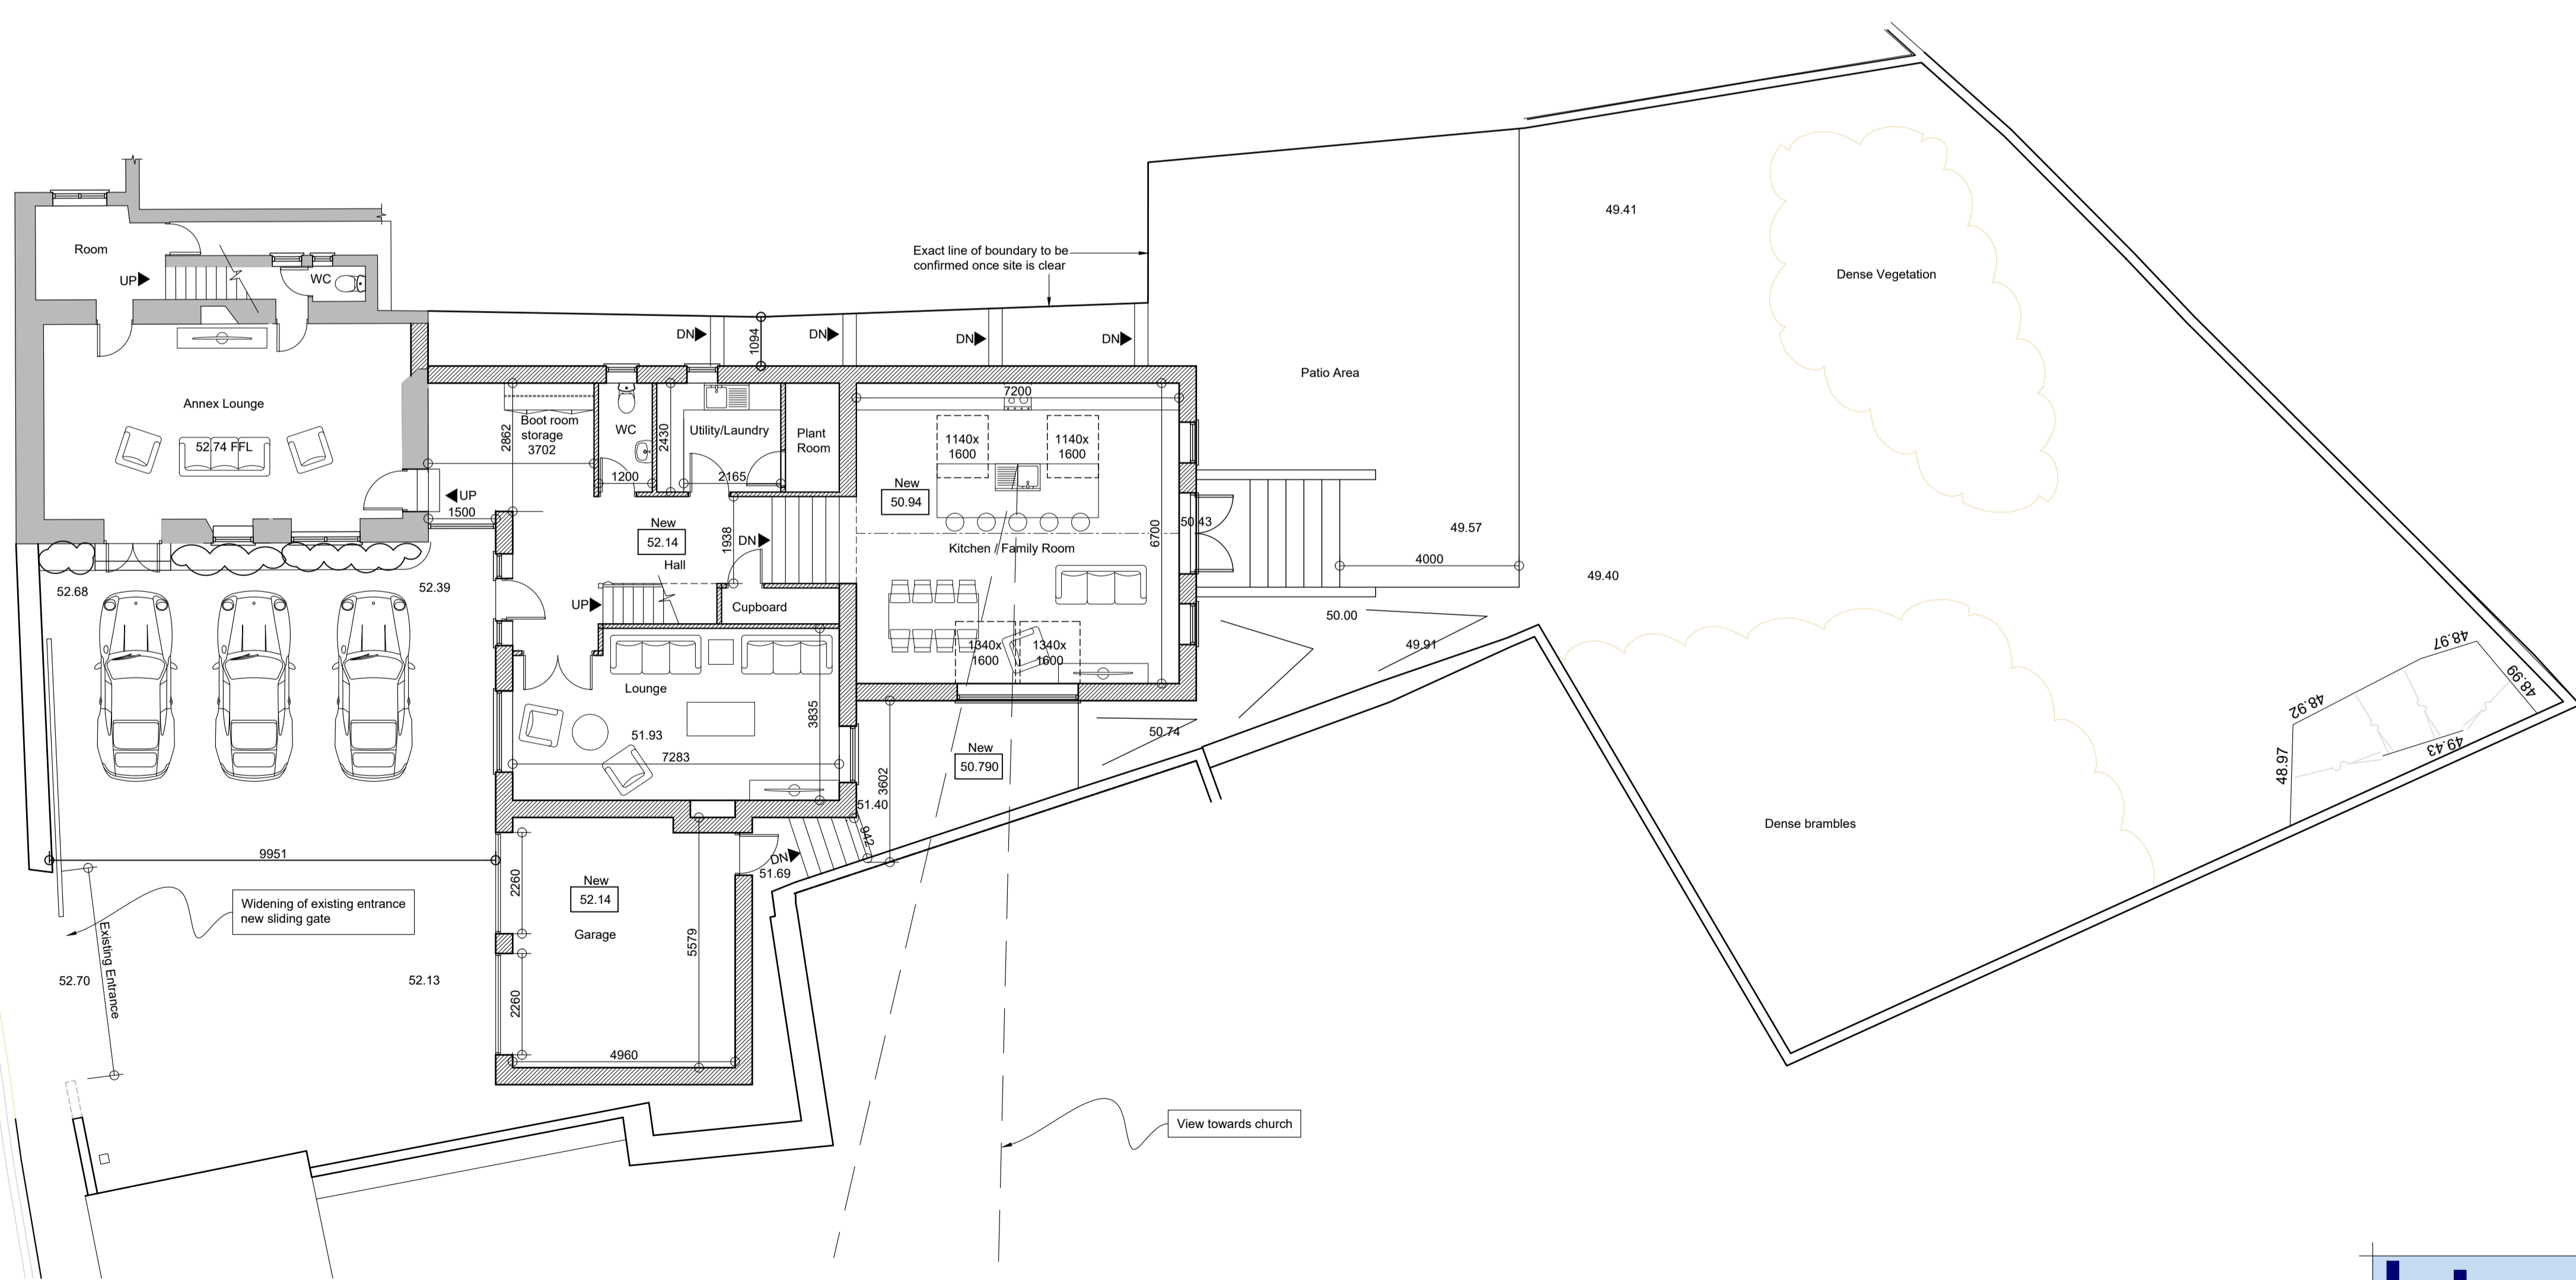 49.41
Room
Exact line of boundary to be
confirmed once site is clear
Dense Vegetation
UP
WC
DN
DN
DN
DN
1094
Patio Area
7200
Annex Lounge
Boot room
storage
3702
2862
WC
2430
Utility/Laundry
Plant
Room
1140x
1600
1140x
1600
52.74 FFL
1200
2165
UP
1500
New
50.94
New
52.14
Hall
1938
DN
Kitchen / Family Room
6700
50.43
49.57
4000
49.40
52.68
52.39
UP
Cupboard
50.00
49.91
1340x
1600
1340x
1600
48.97
48.99
48.92
49.43
48.97
Lounge
3835
51.93
7283
50.74
New
50.790
3602
51.40
942
DN
51.69
Dense brambles
9951
2260
New
52.14
Garage
5579
Widening of existing entrance
new sliding gate
Existing Entrance
52.70
52.13
2260
4960
View towards church